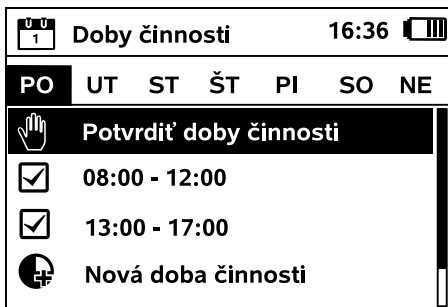 1 Doby činnosti 16:36
PO UT ST ŠT PI SO NE
Potvrdiť doby činnosti
08:00 - 12:00
13:00 - 17:00
Nová doba činnosti